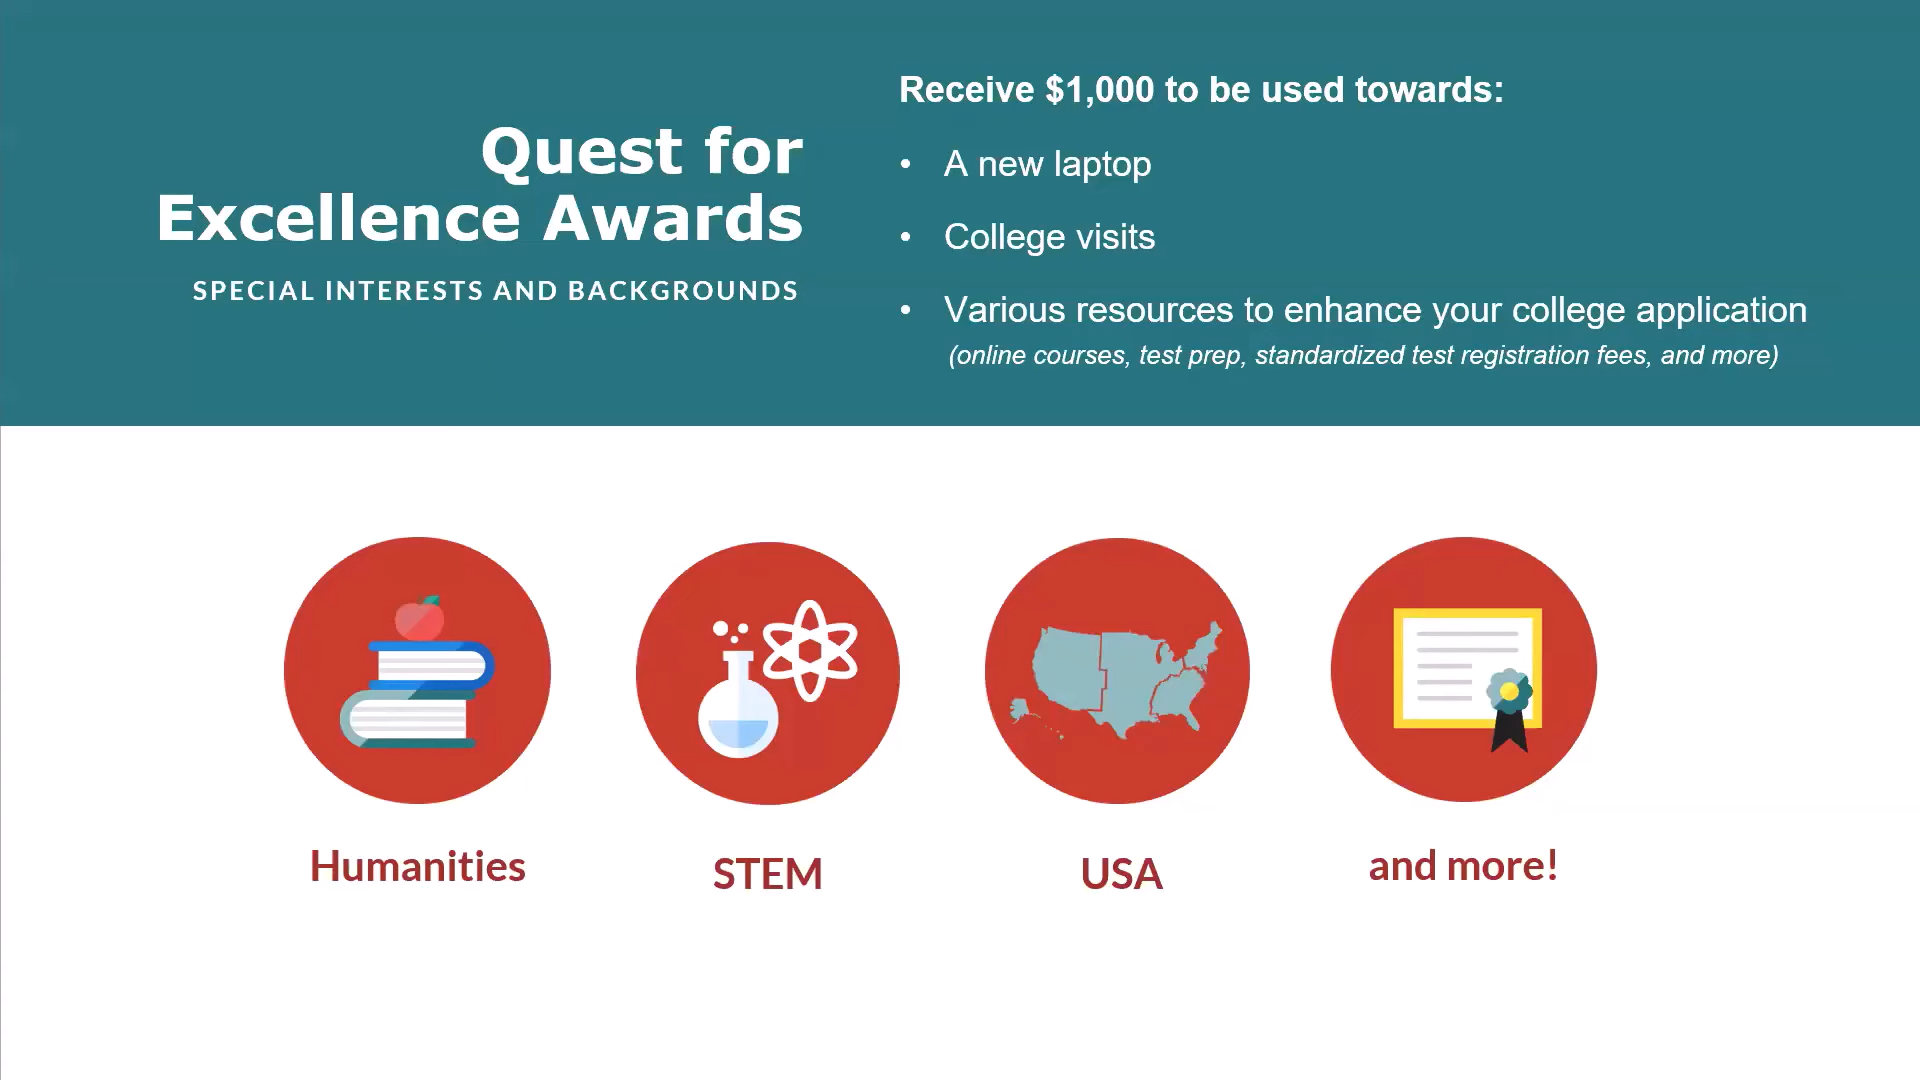 Quest for
Excellence Awards
SPECIAL INTERESTS AND BACKGROUNDS
Receive $1,000 to be used towards:
• A new laptop
• College visits
• Various resources to enhance your college application
(online courses, test prep, standardized test registration fees, and more)
Humanities
STEM
USA
and more!